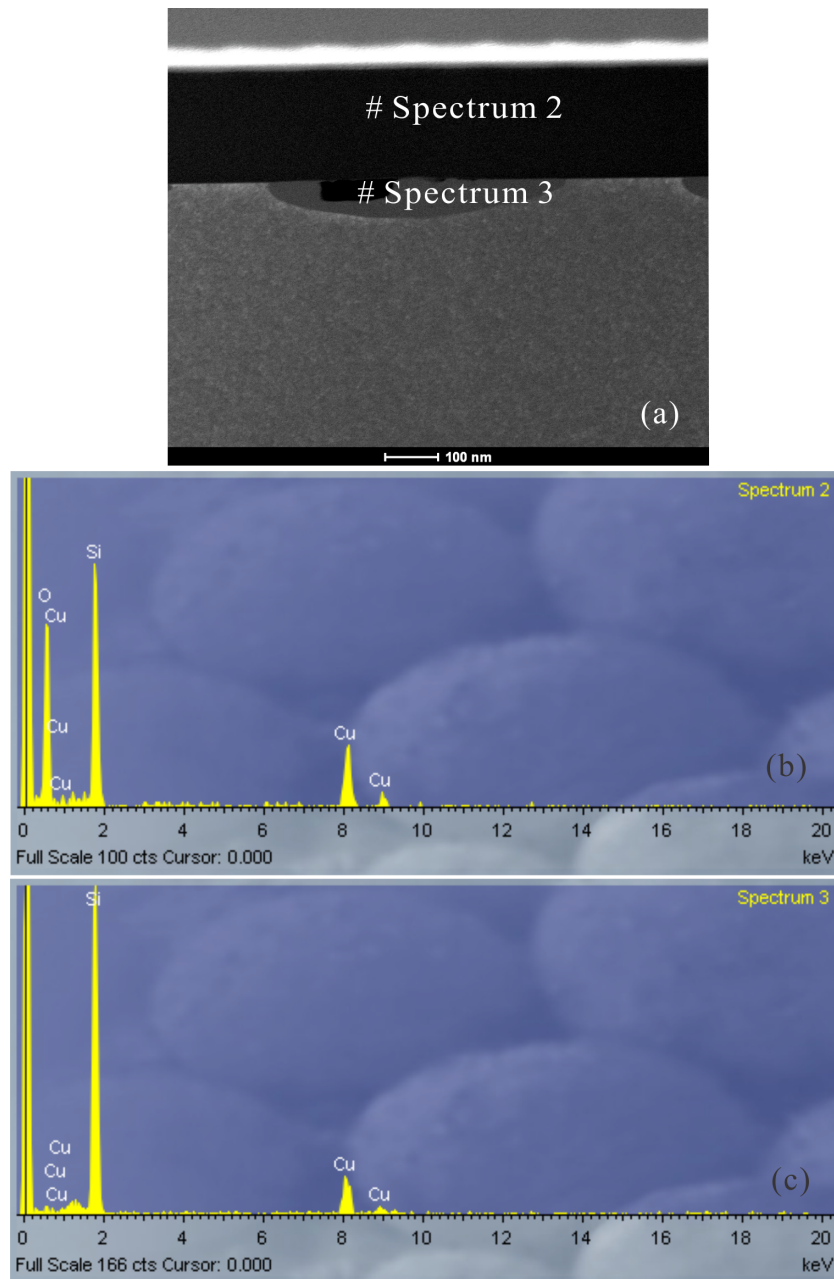 # Spectrum 2
# Spectrum 3
(a)
100 nm
Spectrum 2
Si
O
Cu
Cu
Cu
Cu
Cu
(b)
0 2 4 6 8 10 12 14 16 18 20
Full Scale 100 cts Cursor: 0.000 keV
Spectrum 3
Si
Cu
Cu
Cu
Cu
Cu
(c)
0 2 4 6 8 10 12 14 16 18 20
Full Scale 166 cts Cursor: 0.000 keV